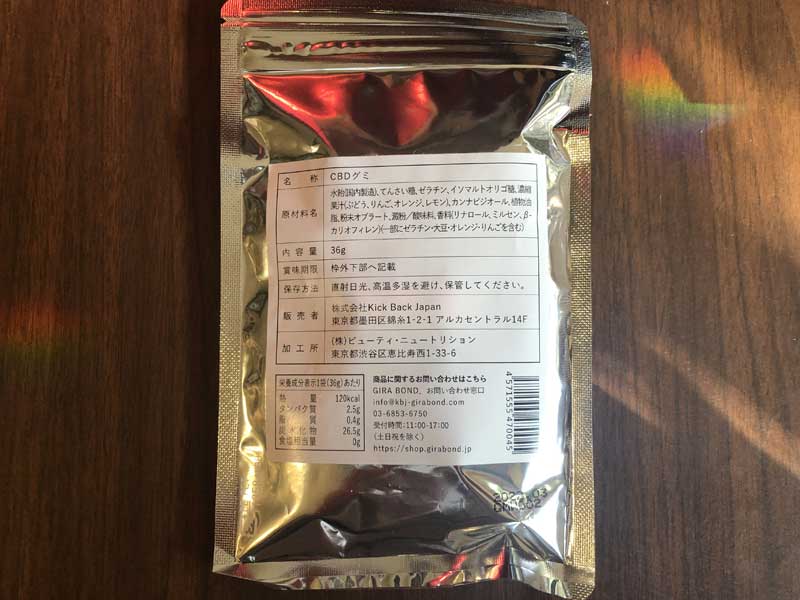 名 称 CBDグミ
原材料名 水飴(国内製造)、てんさい糖、ゼラチン、イソマルトオリゴ糖、濃縮
果汁(ぶどう、りんご、オレンジ、レモン)、カンナビジオール、植物油
脂、粉末オブラート、澱粉/酸味料、香料(リナロール、ミルセン、β-
カリオフィレン)(一部にゼラチン・大豆・オレンジ・りんごを含む)
内容量 36g
賞味期限 枠外下部へ記載
保存方法 直射日光、高温多湿を避け、保管してください。
販売者 株式会社Kick Back Japan
東京都墨田区錦糸1-2-1 アルカセントラル14F
加工所 (株)ビューティ・ニュートリション
東京都渋谷区恵比寿西1-33-6
栄養成分表示1袋(36g)あたり
熱量 120kcal
タンパク質 2.5g
脂質 0.4g
炭水化物 26.5g
食塩相当量 0g
商品に関するお問い合わせはこちら
GIRA BOND、お問い合わせ窓口
info@kbj-girabond.com
03-6853-6750
受付時間:11:00-17:00
(土日祝を除く)
https://shop.girabond.jp
4571555970045